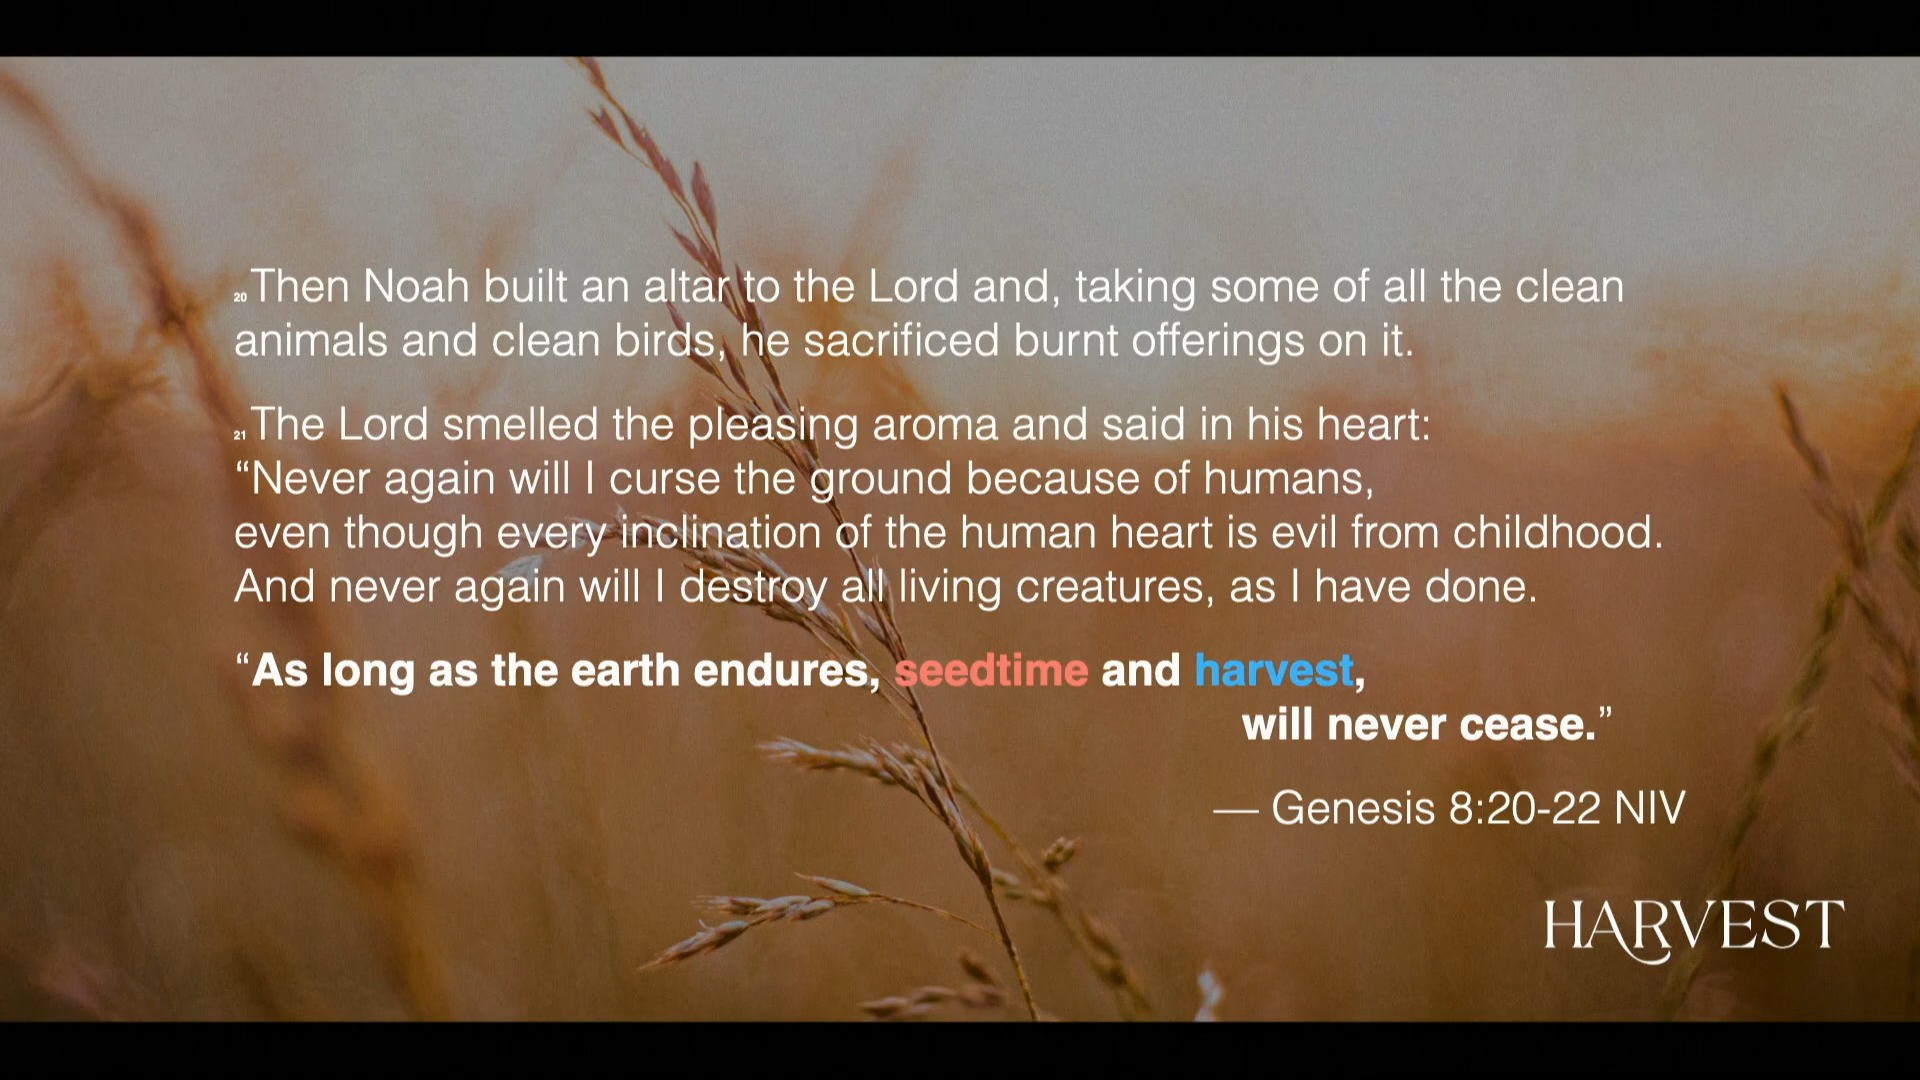 20Then Noah built an altar to the Lord and, taking some of all the clean
animals and clean birds, he sacrificed burnt offerings on it.
21The Lord smelled the pleasing aroma and said in his heart:
“Never again will I curse the ground because of humans,
even though every inclination of the human heart is evil from childhood.
And never again will I destroy all living creatures, as I have done.
“As long as the earth endures, seedtime and harvest,
will never cease.”
— Genesis 8:20-22 NIV
HARVEST